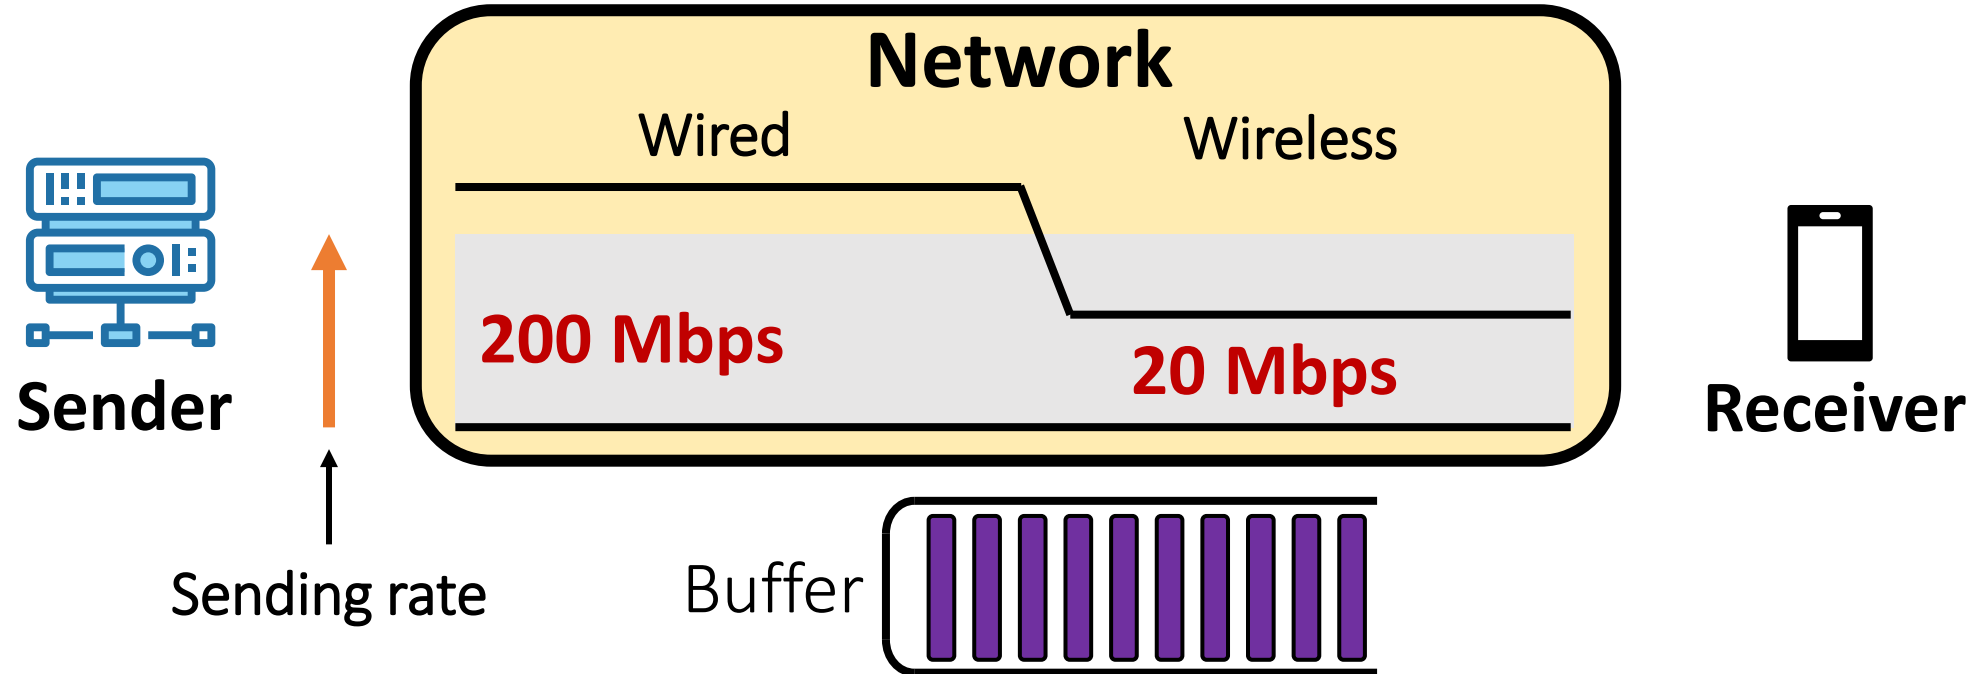 Network
Wired
Wireless
200 Mbps
20 Mbps
Sender
Receiver
Sending rate
Buffer